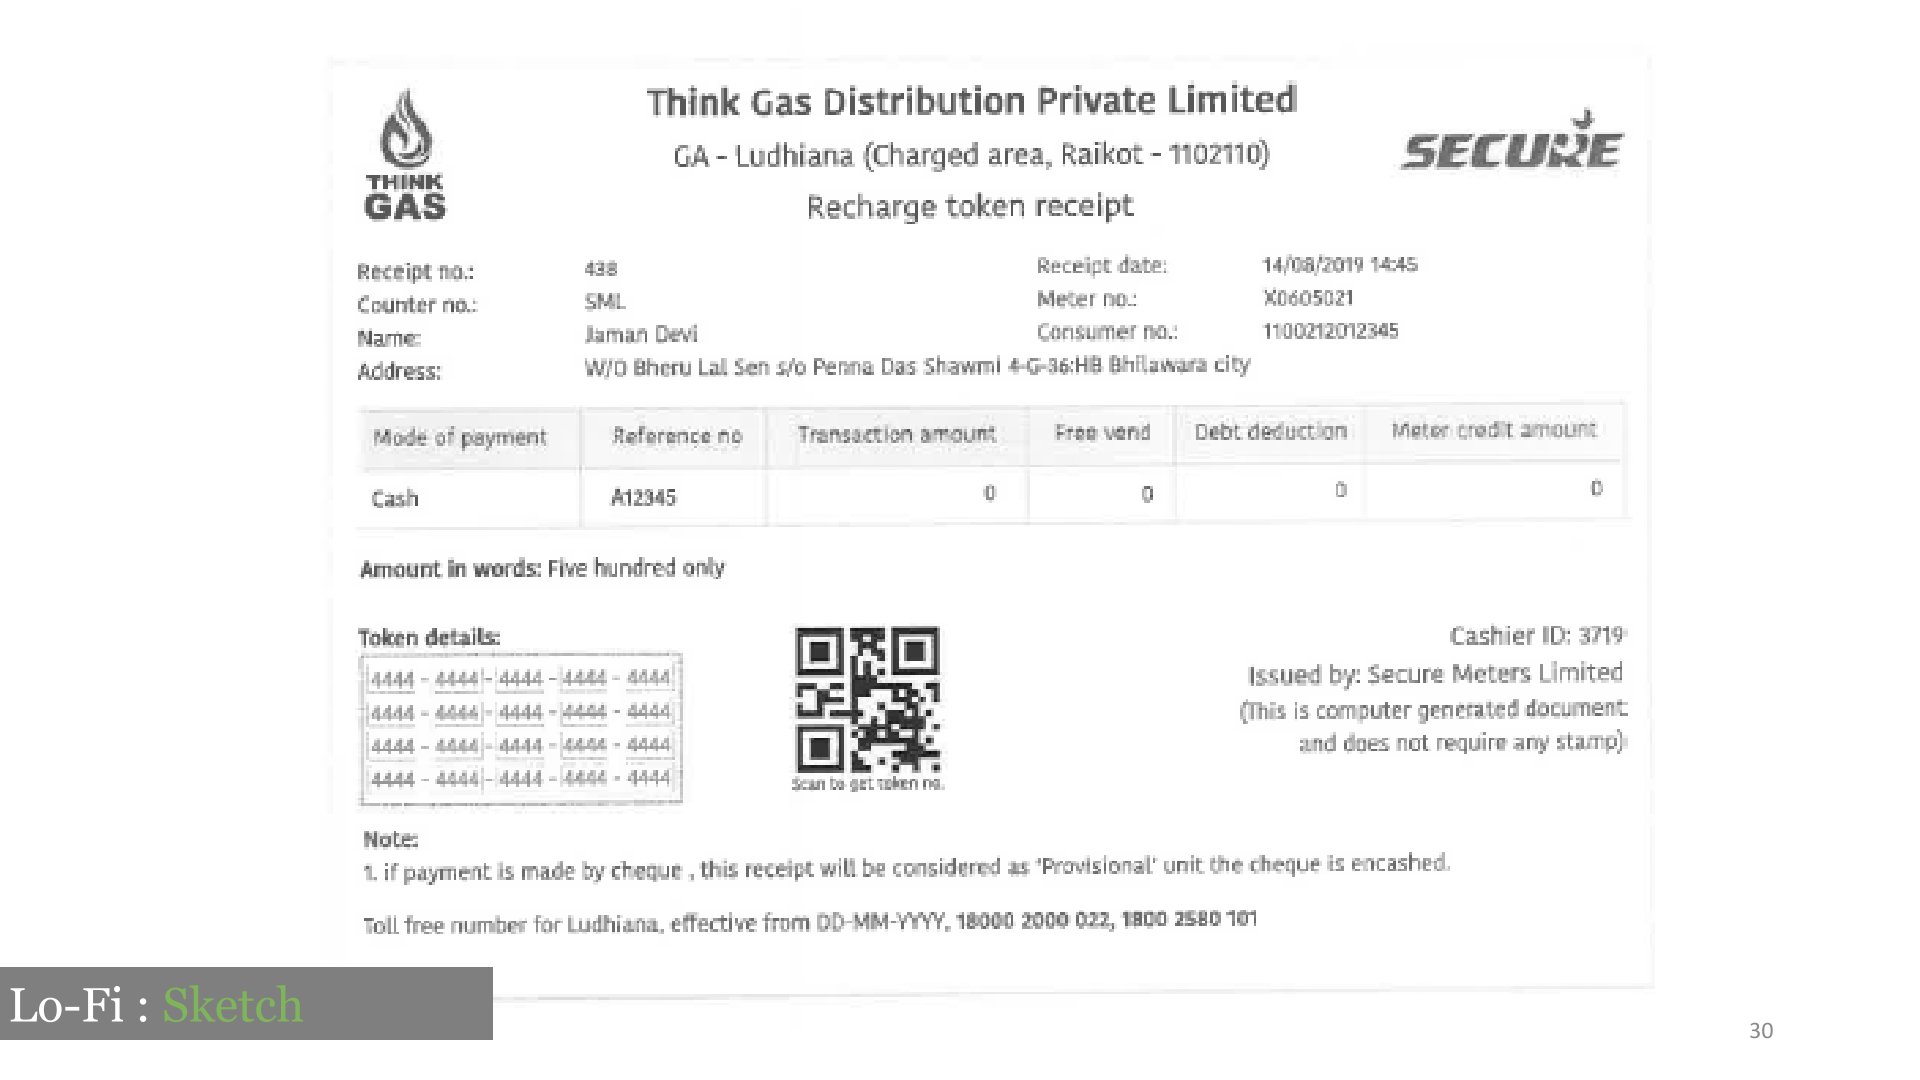 Think Gas Distribution Private Limited
GA - Ludhiana (Charged area, Raikot - 1102110)
Recharge token receipt
THINK
GAS
SECURE
Receipt no.: 438 Receipt date: 14/08/2019 14:45
Counter no.: SML Meter no.: X0605021
Name: Jaman Devi Consumer no.: 1100212012345
Address: W/O Bheru Lal Sen s/o Penna Das Shawmi 4-G-36:HB Bhilawara city
Mode of payment Reference no Transaction amount Free vend Debt deduction Meter credit amount
Cash A12345 0 0 0 0
Amount in words: Five hundred only
Token details:
4444 - 4444 - 4444 - 4444 - 4444
4444 - 4444 - 4444 - 4444 - 4444
4444 - 4444 - 4444 - 4444 - 4444
4444 - 4444 - 4444 - 4444 - 4444
Scan to get token no.
Cashier ID: 3719
Issued by: Secure Meters Limited
(This is computer generated document
and does not require any stamp)
Note:
1. if payment is made by cheque , this receipt will be considered as 'Provisional' unit the cheque is encashed.
Toll free number for Ludhiana, effective from DD-MM-YYYY, 18000 2000 022, 1800 2580 101
Lo-Fi : Sketch
30